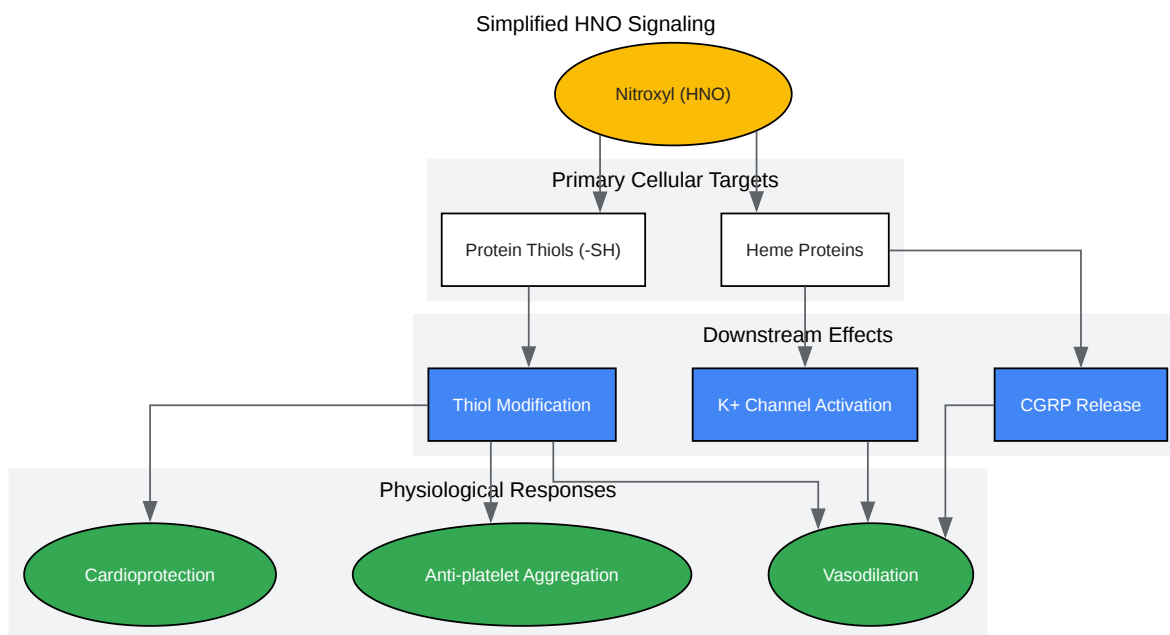 Simplified HNO Signaling
Nitroxyl (HNO)
Primary Cellular Targets
Protein Thiols (-SH)
Heme Proteins
Downstream Effects
Thiol Modification
K+ Channel Activation
CGRP Release
Physiological Responses
Cardioprotection
Anti-platelet Aggregation
Vasodilation